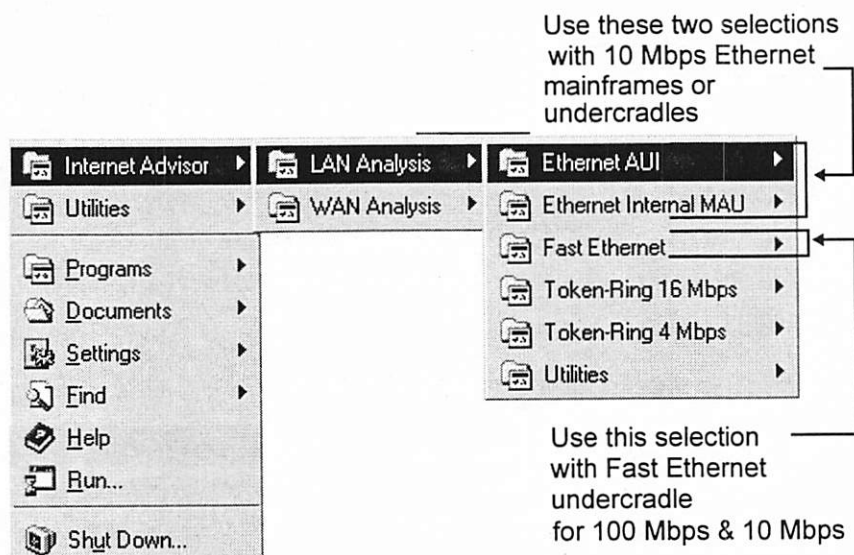 Use these two selections
with 10 Mbps Ethernet
mainframes or
undercradles
Internet Advisor
Utilities
Programs
Documents
Settings
Find
Help
Run...
Shut Down...
LAN Analysis
WAN Analysis
Ethernet AUI
Ethernet Internal MAU
Fast Ethernet
Token-Ring 16 Mbps
Token-Ring 4 Mbps
Utilities
Use this selection
with Fast Ethernet
undercradle
for 100 Mbps & 10 Mbps